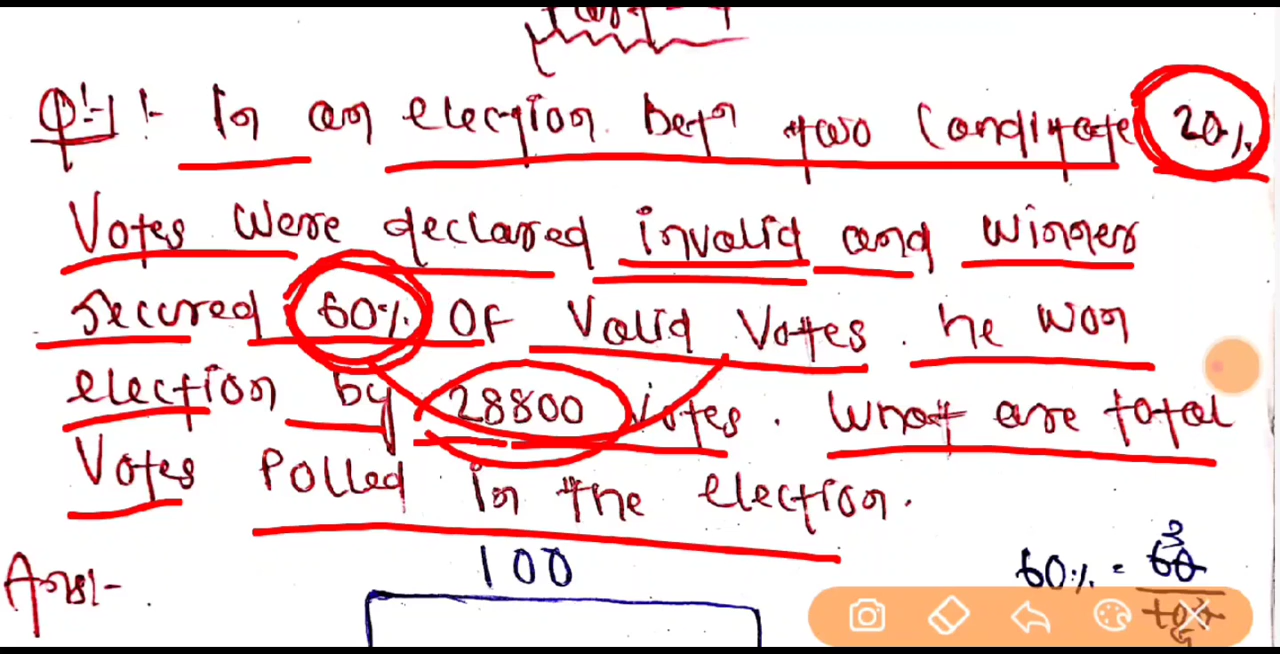 Q:-1:- In an election betn two Candidate 20%
Votes were declared invalid and winner
secured 60% OF Valid Votes. he won
election by 28800 votes. What are total
Votes Polled in the election.
100
60% = 60
3
Ans:-